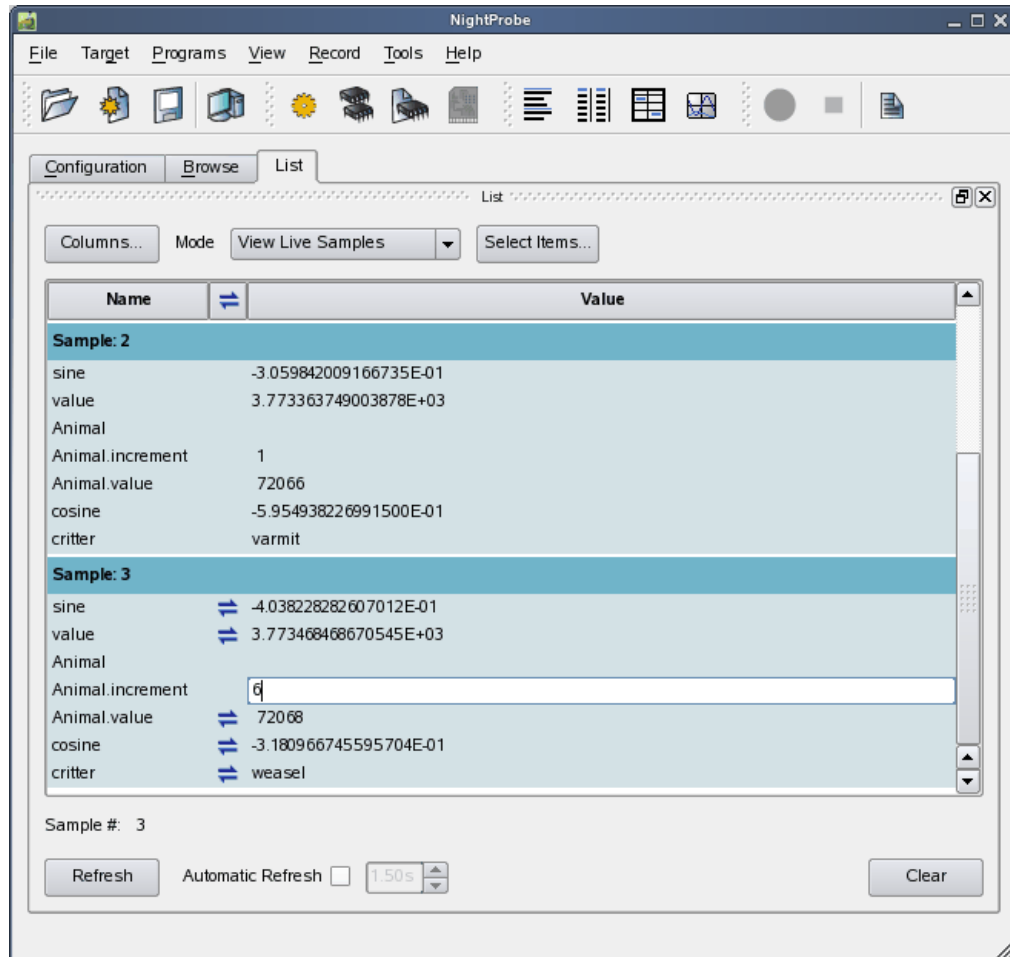 NightProbe
File Target Programs View Record Tools Help
Configuration Browse List
List
Columns... Mode View Live Samples Select Items...
Name Value
Sample: 2
sine -3.059842009166735E-01
value 3.773363749003878E+03
Animal
Animal.increment 1
Animal.value 72066
cosine -5.954938226991500E-01
critter varmit
Sample: 3
sine -4.038228282607012E-01
value 3.773468468670545E+03
Animal
Animal.increment 6
Animal.value 72068
cosine -3.180966745595704E-01
critter weasel
Sample #: 3
Refresh Automatic Refresh 1.50s Clear